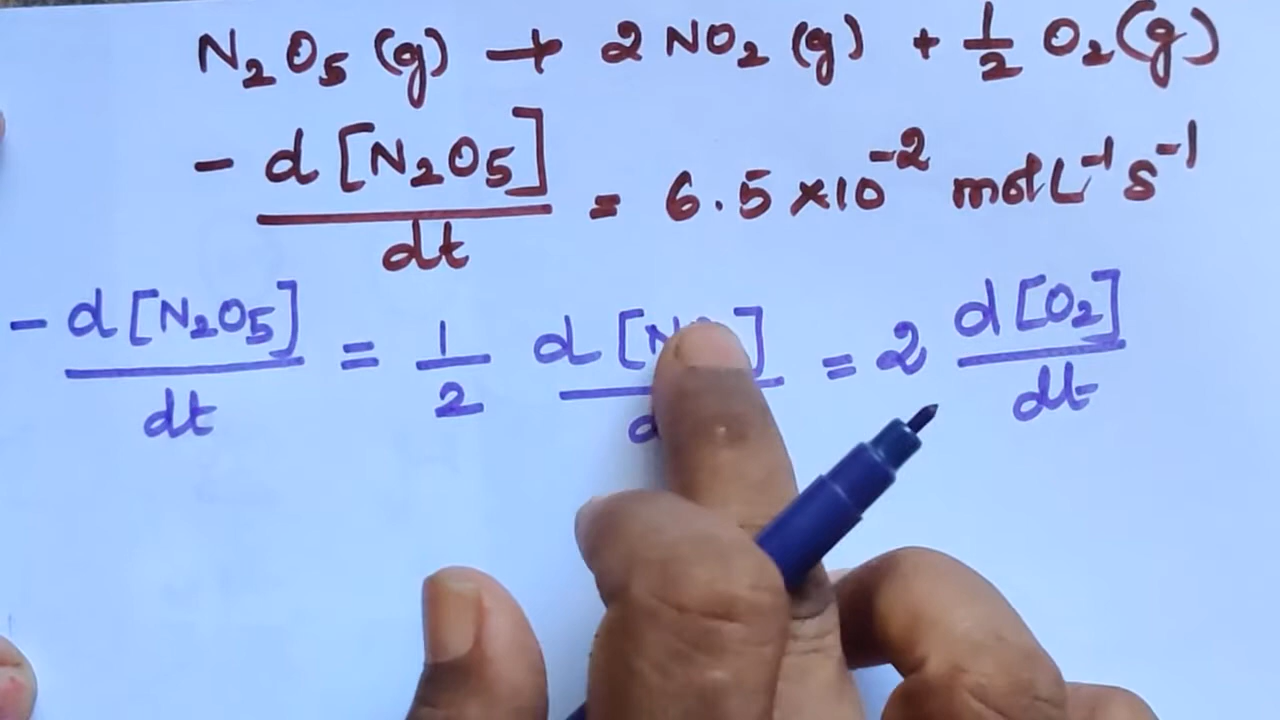 N₂O₅ (g) → 2 NO₂ (g) + 1/2 O₂ (g)
- d [N₂O₅] / dt = 6.5 × 10⁻² mol L⁻¹ s⁻¹
- d [N₂O₅] / dt = 1/2 d [N ] / d = 2 d [O₂] / dt